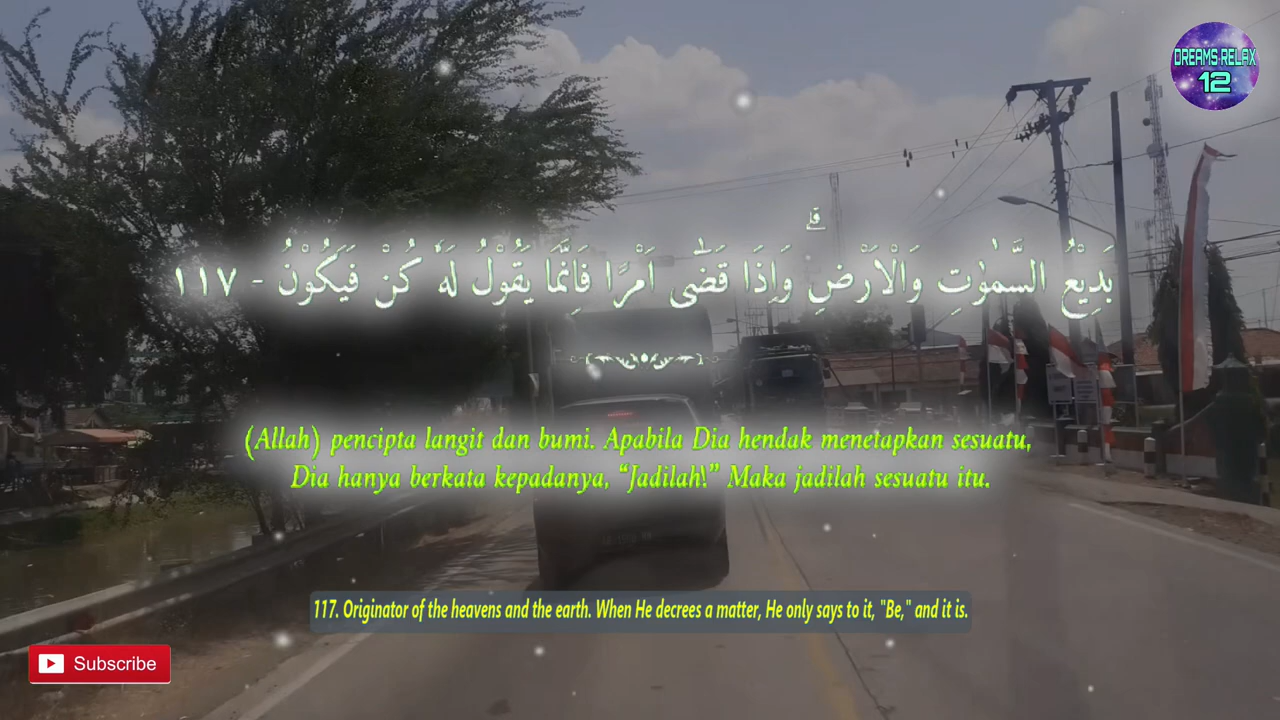 DREAMS RELAX
12
بَدِيْعُ السَّمٰوٰتِ وَالْاَرْضِۗ وَاِذَا قَضٰٓى اَمْرًا فَاِنَّمَا يَقُوْلُ لَهٗ كُنْ فَيَكُوْنُ - ١١٧
(Allah) pencipta langit dan bumi. Apabila Dia hendak menetapkan sesuatu,
Dia hanya berkata kepadanya, “Jadilah!” Maka jadilah sesuatu itu.
117. Originator of the heavens and the earth. When He decrees a matter, He only says to it, "Be," and it is.
Subscribe